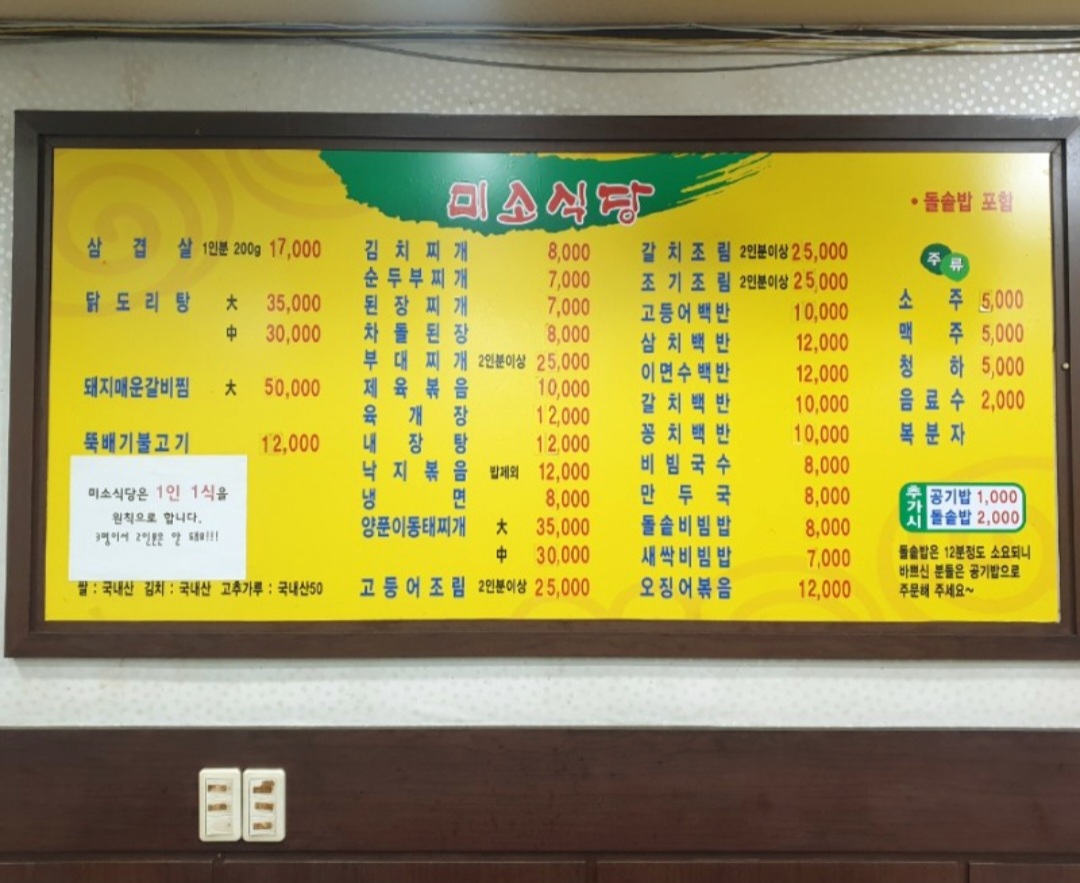 미소식당
• 돌솥밥 포함
삼겹살 1인분 200g 17,000
닭도리탕 大 35,000
中 30,000
돼지매운갈비찜 大 50,000
뚝배기불고기 12,000
미소식당은 1인 1식을
원칙으로 합니다.
3명이서 2인분은 안 돼미!!!
쌀 : 국내산 김치 : 국내산 고추가루 : 국내산50
김치찌개 8,000
순두부찌개 7,000
된장찌개 7,000
차돌된장 8,000
부대찌개 2인분이상 25,000
제육볶음 10,000
육개장 12,000
내장탕 12,000
낙지볶음 밥제외 12,000
냉면 8,000
양푼이동태찌개 大 35,000
中 30,000
고등어조림 2인분이상 25,000
갈치조림 2인분이상 25,000
조기조림 2인분이상 25,000
고등어백반 10,000
삼치백반 12,000
이면수백반 12,000
갈치백반 10,000
꽁치백반 10,000
비빔국수 8,000
만두국 8,000
돌솥비빔밥 8,000
새싹비빔밥 7,000
오징어볶음 12,000
주류
소주 5,000
맥주 5,000
청하 5,000
음료수 2,000
복분자
추가시
공기밥 1,000
돌솥밥 2,000
돌솥밥은 12분정도 소요되니
바쁘신 분들은 공기밥으로
주문해 주세요~